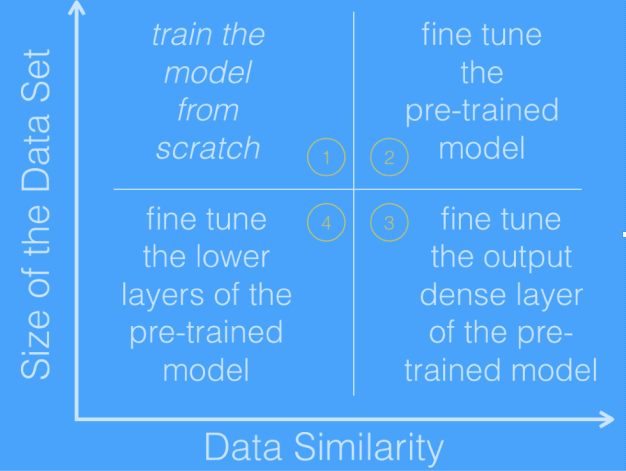 Size of the Data Set
train the
model
from
scratch
1
fine tune
the
pre-trained
model
2
fine tune
the lower
layers of the
pre-trained
model
4
3
fine tune
the output
dense layer
of the pre-
trained model
Data Similarity